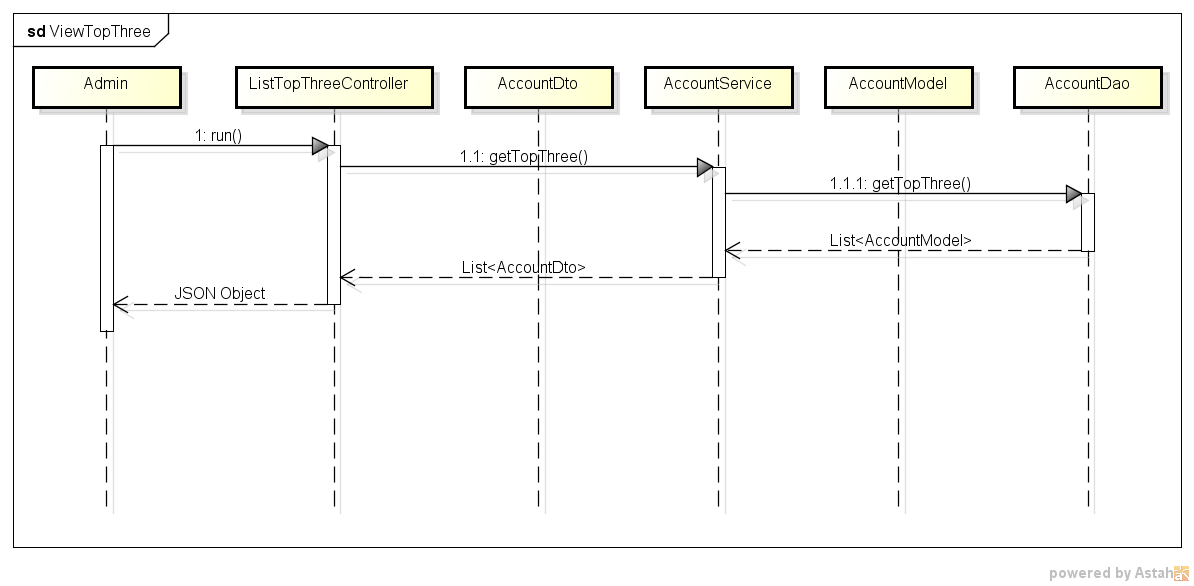 sd ViewTopThree
Admin
ListTopThreeController
AccountDto
AccountService
AccountModel
AccountDao
1: run()
1.1: getTopThree()
1.1.1: getTopThree()
List<AccountModel>
List<AccountDto>
JSON Object
powered by Astah